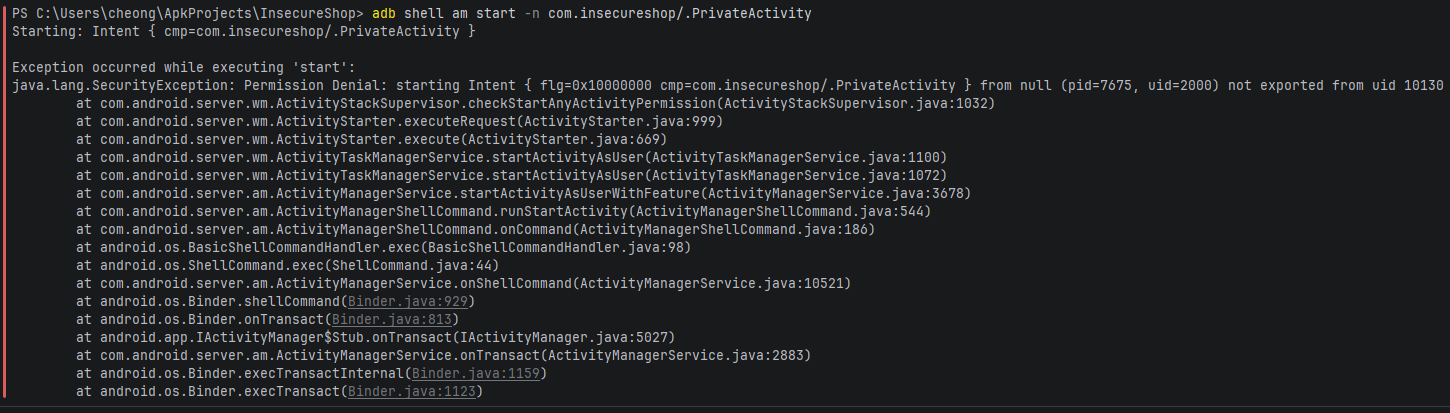 PS C:\Users\cheong\ApkProjects\InsecureShop> adb shell am start -n com.insecureshop/.PrivateActivity
Starting: Intent { cmp=com.insecureshop/.PrivateActivity }
Exception occurred while executing 'start':
java.lang.SecurityException: Permission Denial: starting Intent { flg=0x10000000 cmp=com.insecureshop/.PrivateActivity } from null (pid=7675, uid=2000) not exported from uid 10130
at com.android.server.wm.ActivityStackSupervisor.checkStartAnyActivityPermission(ActivityStackSupervisor.java:1032)
at com.android.server.wm.ActivityStarter.executeRequest(ActivityStarter.java:999)
at com.android.server.wm.ActivityStarter.execute(ActivityStarter.java:669)
at com.android.server.wm.ActivityTaskManagerService.startActivityAsUser(ActivityTaskManagerService.java:1100)
at com.android.server.wm.ActivityTaskManagerService.startActivityAsUser(ActivityTaskManagerService.java:1072)
at com.android.server.am.ActivityManagerService.startActivityAsUserWithFeature(ActivityManagerService.java:3678)
at com.android.server.am.ActivityManagerShellCommand.runStartActivity(ActivityManagerShellCommand.java:544)
at com.android.server.am.ActivityManagerShellCommand.onCommand(ActivityManagerShellCommand.java:186)
at android.os.BasicShellCommandHandler.exec(BasicShellCommandHandler.java:98)
at android.os.ShellCommand.exec(ShellCommand.java:44)
at com.android.server.am.ActivityManagerService.onShellCommand(ActivityManagerService.java:10521)
at android.os.Binder.shellCommand(Binder.java:929)
at android.os.Binder.onTransact(Binder.java:813)
at android.app.IActivityManager$Stub.onTransact(IActivityManager.java:5027)
at com.android.server.am.ActivityManagerService.onTransact(ActivityManagerService.java:2883)
at android.os.Binder.execTransactInternal(Binder.java:1159)
at android.os.Binder.execTransact(Binder.java:1123)